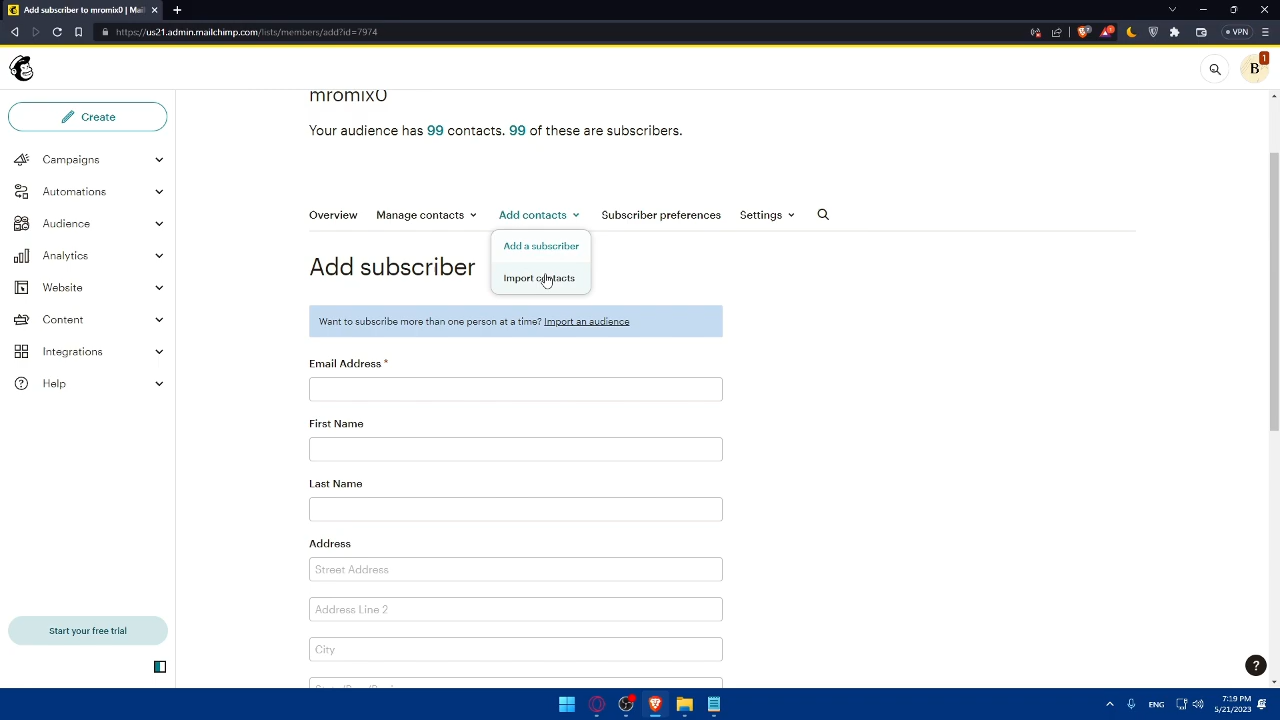 Add subscriber to mromix0 | Mail
https://us21.admin.mailchimp.com/lists/members/add?id=7974
VPN
B
1
Create
Campaigns
Automations
Audience
Analytics
Website
Content
Integrations
Help
Start your free trial
mromix0
Your audience has 99 contacts. 99 of these are subscribers.
Overview Manage contacts Add contacts Subscriber preferences Settings
Add a subscriber
Import contacts
Add subscriber
Want to subscribe more than one person at a time? Import an audience
Email Address *
First Name
Last Name
Address
Street Address
Address Line 2
City
?
ENG
7:19 PM
5/21/2023